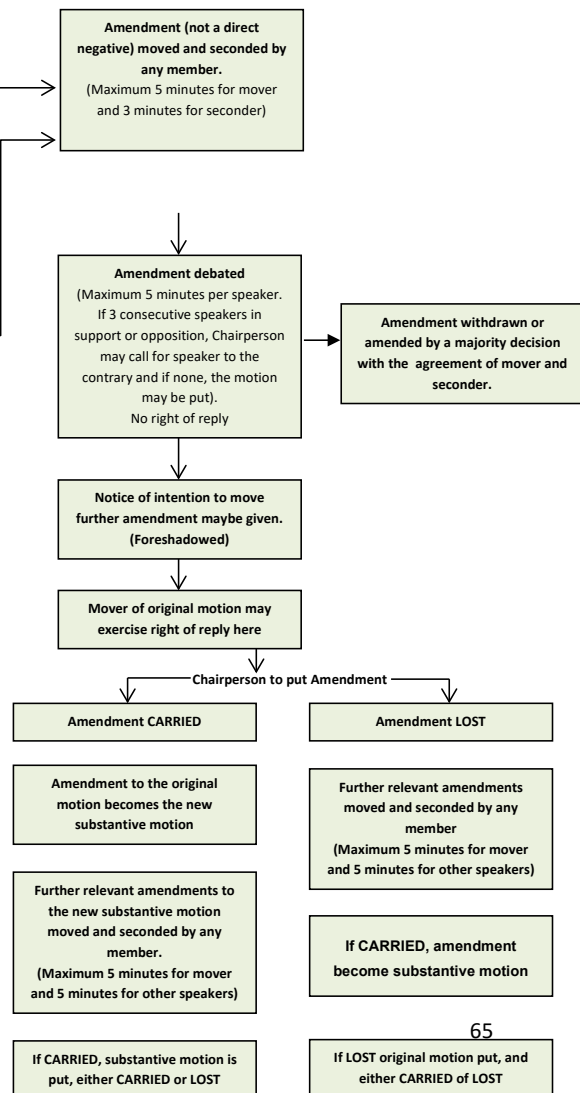 Amendment (not a direct
negative) moved and seconded by
any member.
(Maximum 5 minutes for mover
and 3 minutes for seconder)
Amendment debated
(Maximum 5 minutes per speaker.
If 3 consecutive speakers in
support or opposition, Chairperson
may call for speaker to the
contrary and if none, the motion
may be put).
No right of reply
Amendment withdrawn or
amended by a majority decision
with the agreement of mover and
seconder.
Notice of intention to move
further amendment maybe given.
(Foreshadowed)
Mover of original motion may
exercise right of reply here
Chairperson to put Amendment
Amendment CARRIED
Amendment to the original
motion becomes the new
substantive motion
Further relevant amendments to
the new substantive motion
moved and seconded by any
member.
(Maximum 5 minutes for mover
and 5 minutes for other speakers)
If CARRIED, substantive motion is
put, either CARRIED or LOST
Amendment LOST
Further relevant amendments
moved and seconded by any
member
(Maximum 5 minutes for mover
and 5 minutes for other speakers)
If CARRIED, amendment
become substantive motion
65
If LOST original motion put, and
either CARRIED of LOST